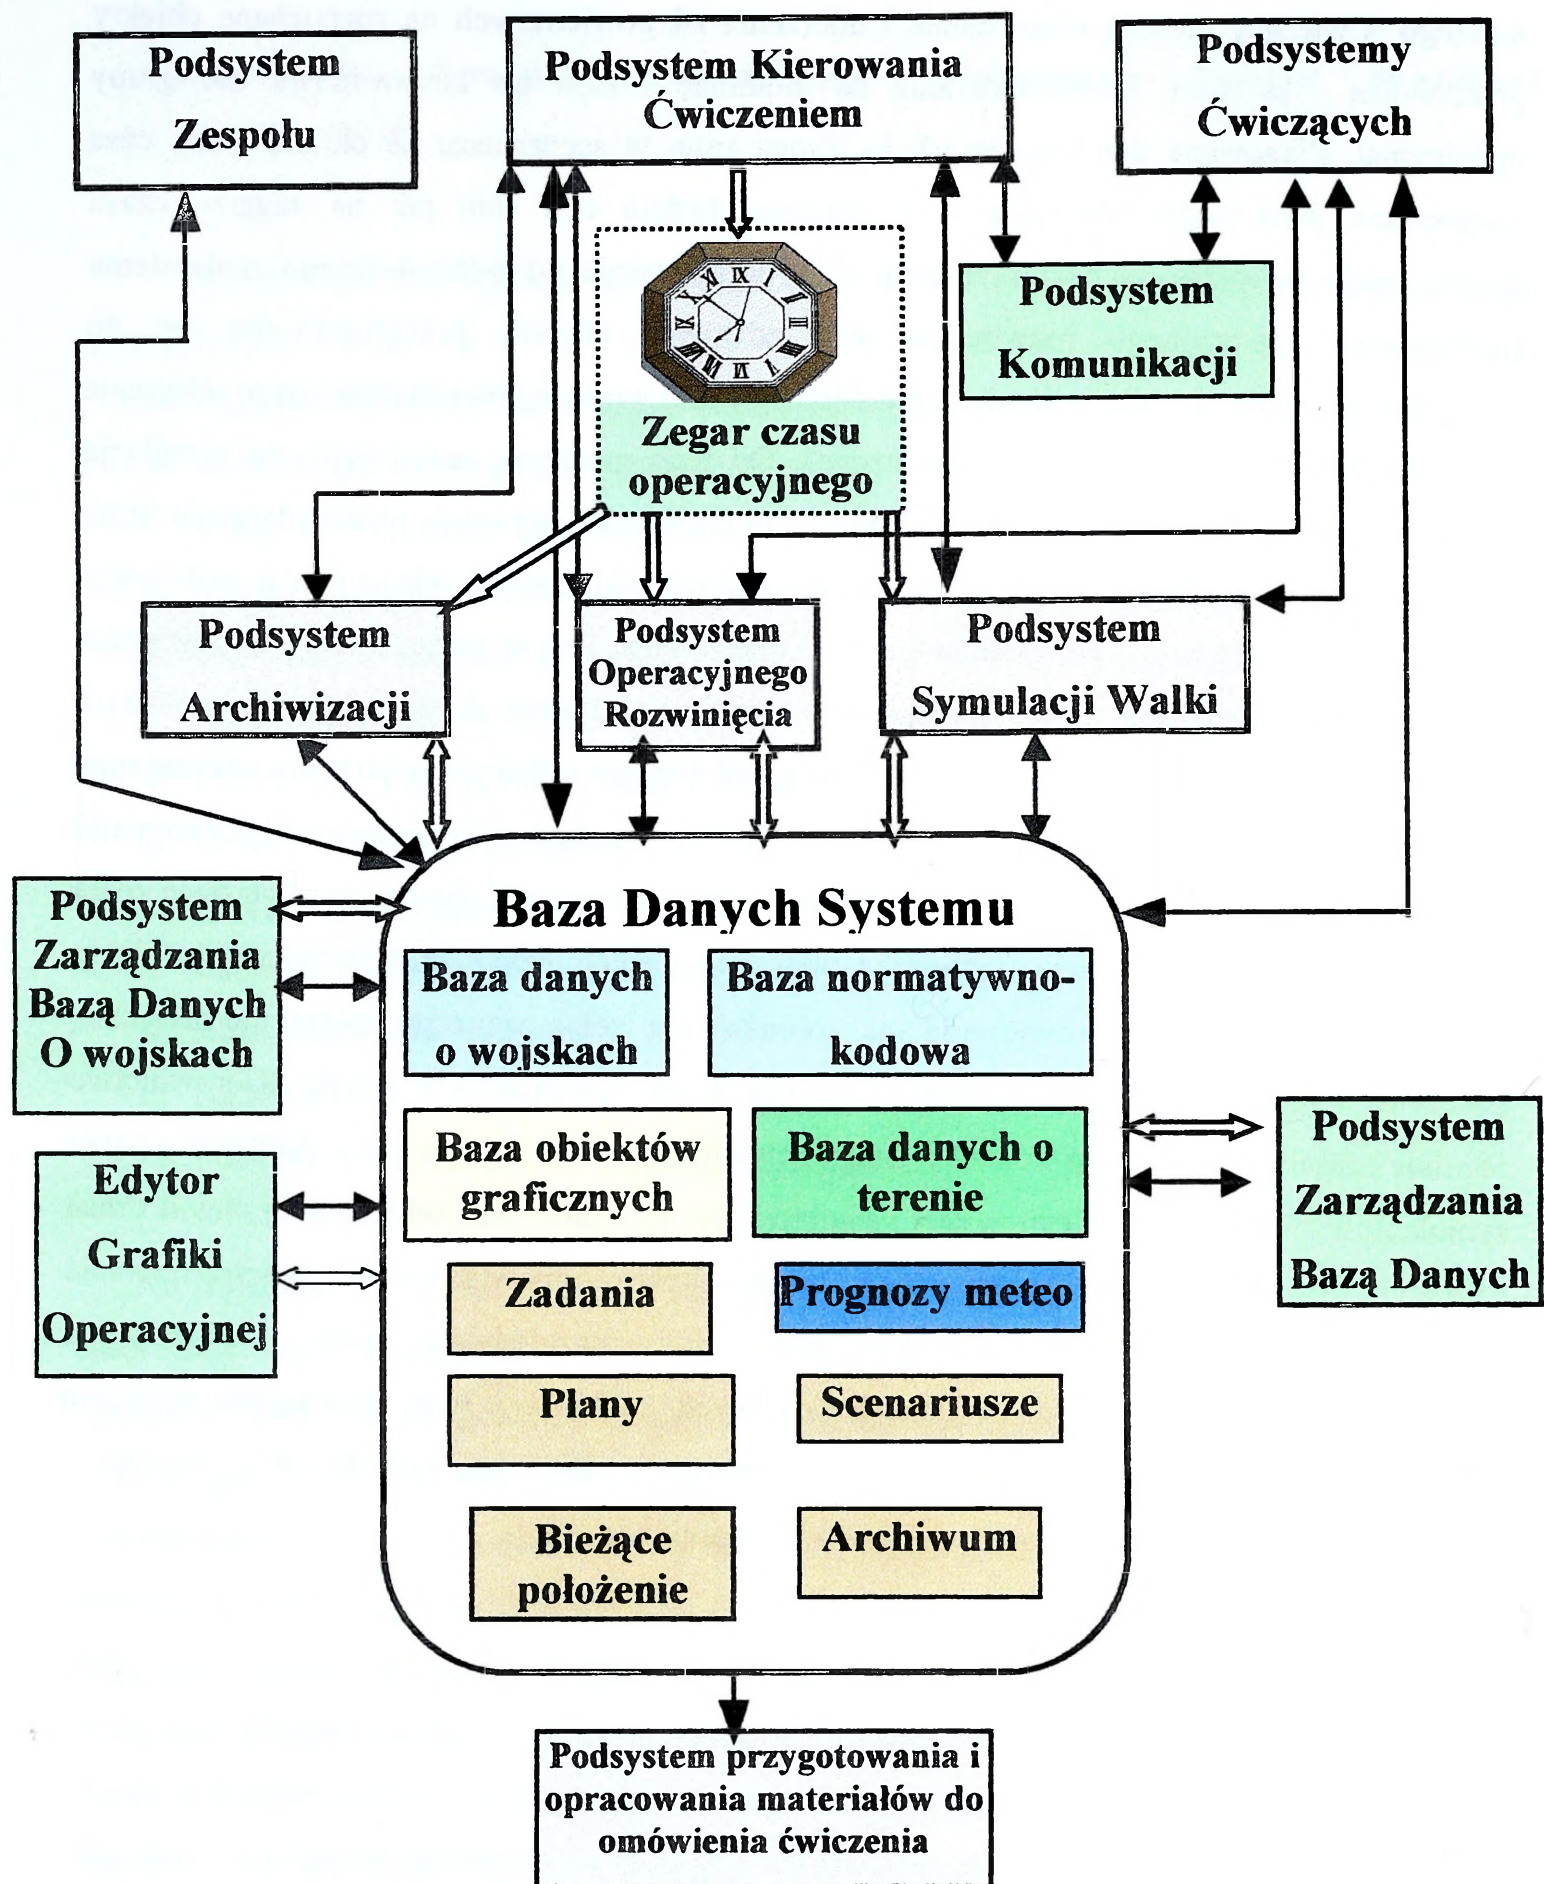 Podsystem
Zespołu
Podsystem Kierowania
Ćwiczeniem
Podsystemy
Ćwiczących
Podsystem
Komunikacji
Zegar czasu
operacyjnego
Podsystem
Archiwizacji
Podsystem
Operacyjnego
Rozwinięcia
Podsystem
Symulacji Walki
Baza Danych Systemu
Podsystem
Zarządzania
Bazą Danych
O wojskach
Baza danych
o wojskach
Baza normatywno-
kodowa
Edytor
Grafiki
Operacyjnej
Baza obiektów
graficznych
Baza danych o
terenie
Podsystem
Zarządzania
Bazą Danych
Zadania
Prognozy meteo
Plany
Scenariusze
Bieżące
położenie
Archiwum
Podsystem przygotowania i
opracowania materiałów do
omówienia ćwiczenia